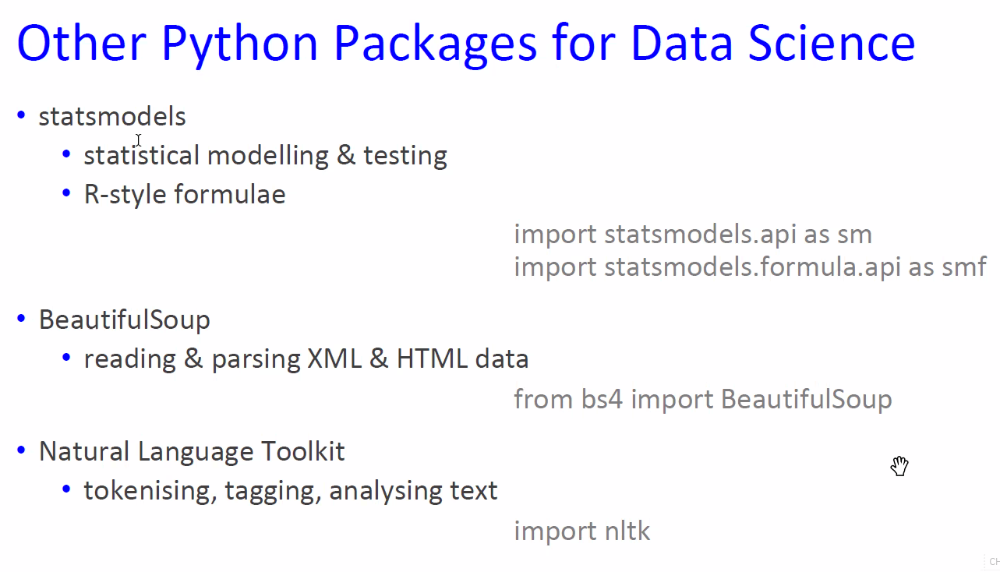 Other Python Packages for Data Science
• statsmodels
• statistical modelling & testing
• R-style formulae
import statsmodels.api as sm
import statsmodels.formula.api as smf
• BeautifulSoup
• reading & parsing XML & HTML data
from bs4 import BeautifulSoup
• Natural Language Toolkit
• tokenising, tagging, analysing text
import nltk
CH